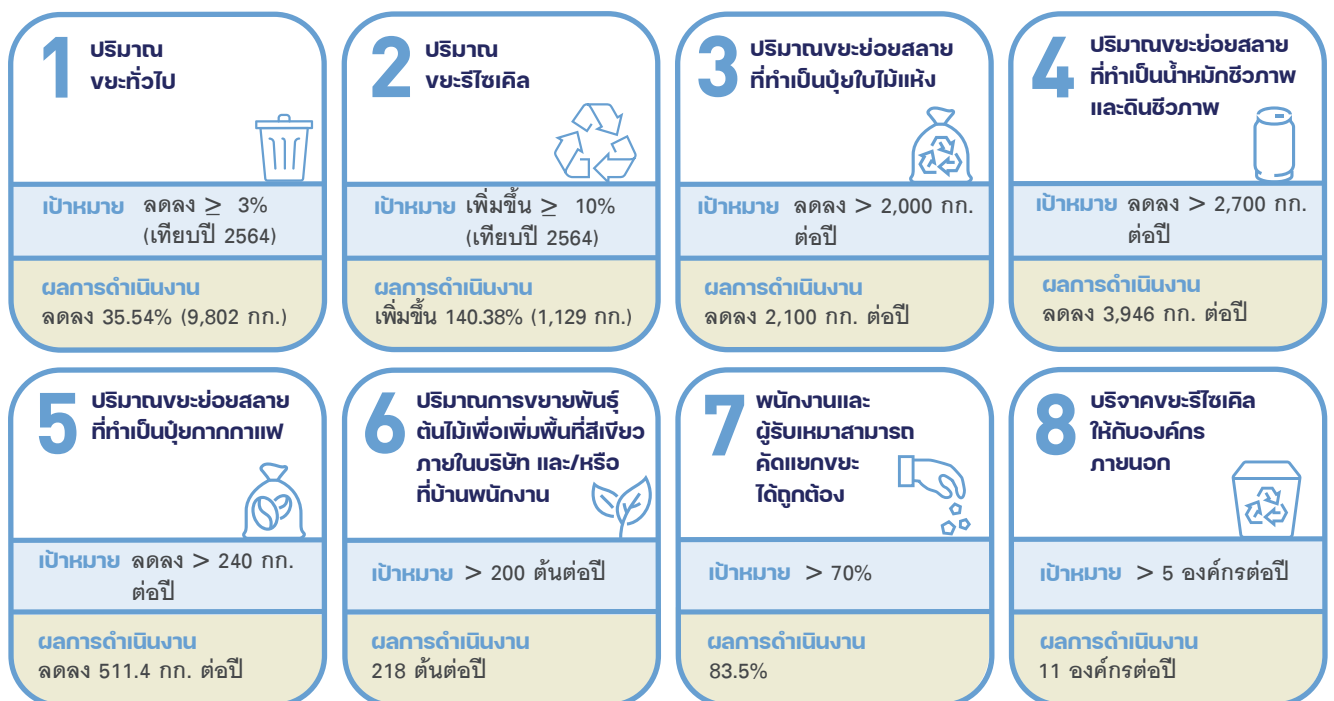 1
ปริมาณ
ขยะทั่วไป
เป้าหมาย ลดลง ≥ 3%
(เทียบปี 2564)
ผลการดำเนินงาน
ลดลง 35.54% (9,802 กก.)
2
ปริมาณ
ขยะรีไซเคิล
เป้าหมาย เพิ่มขึ้น ≥ 10%
(เทียบปี 2564)
ผลการดำเนินงาน
เพิ่มขึ้น 140.38% (1,129 กก.)
3
ปริมาณขยะย่อยสลาย
ที่ทำเป็นปุ๋ยใบไม้แห้ง
เป้าหมาย ลดลง > 2,000 กก.
ต่อปี
ผลการดำเนินงาน
ลดลง 2,100 กก. ต่อปี
4
ปริมาณขยะย่อยสลาย
ที่ทำเป็นน้ำหมักชีวภาพ
และดินชีวภาพ
เป้าหมาย ลดลง > 2,700 กก.
ต่อปี
ผลการดำเนินงาน
ลดลง 3,946 กก. ต่อปี
5
ปริมาณขยะย่อยสลาย
ที่ทำเป็นปุ๋ยกากกาแฟ
เป้าหมาย ลดลง > 240 กก.
ต่อปี
ผลการดำเนินงาน
ลดลง 511.4 กก. ต่อปี
6
ปริมาณการขยายพันธุ์
ต้นไม้เพื่อเพิ่มพื้นที่สีเขียว
ภายในบริษัท และ/หรือ
ที่บ้านพนักงาน
เป้าหมาย > 200 ต้นต่อปี
ผลการดำเนินงาน
218 ต้นต่อปี
7
พนักงานและ
ผู้รับเหมาสามารถ
คัดแยกขยะ
ได้ถูกต้อง
เป้าหมาย > 70%
ผลการดำเนินงาน
83.5%
8
บริจาคขยะรีไซเคิล
ให้กับองค์กร
ภายนอก
เป้าหมาย > 5 องค์กรต่อปี
ผลการดำเนินงาน
11 องค์กรต่อปี